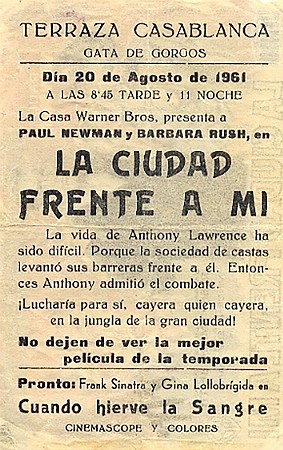 TERRAZA CASABLANCA
GATA DE GORGOS
Día 20 de Agosto de 1961
A LAS 8'45 TARDE y 11 NOCHE
La Casa Warner Bros, presenta a
PAUL NEWMAN y BARBARA RUSH, en
LA CIUDAD
FRENTE A MI
La vida de Anthony Lawrence ha
sido difícil. Porque la sociedad de castas
levantó sus barreras frente a él. Enton-
ces Anthony admitió el combate.
¡Lucharía para sí, cayera quien cayera,
en la jungla de la gran ciudad!
No dejen de ver la mejor
película de la temporada
Pronto: Frank Sinatra y Gina Lollobrígida en
Cuando hierve la Sangre
CINEMASCOPE Y COLORES